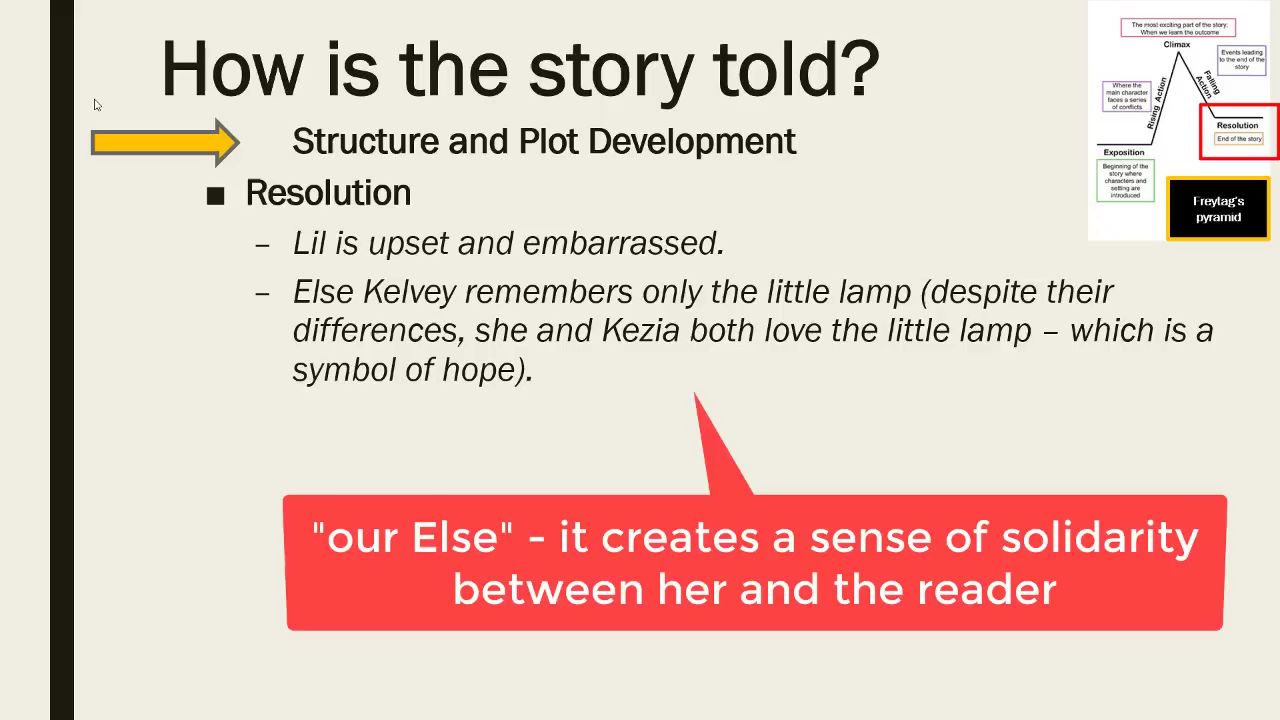 How is the story told?
Structure and Plot Development
■ Resolution
– Lil is upset and embarrassed.
– Else Kelvey remembers only the little lamp (despite their
differences, she and Kezia both love the little lamp – which is a
symbol of hope).
"our Else" - it creates a sense of solidarity
between her and the reader
The most exciting part of the story;
When we learn the outcome
Climax
Events leading
to the end of the
story
Where the
main character
faces a series
of conflicts
Rising Action
Falling
Action
Resolution
End of the story
Exposition
Beginning of the
story where
characters and
setting are
introduced
Freytag's
pyramid